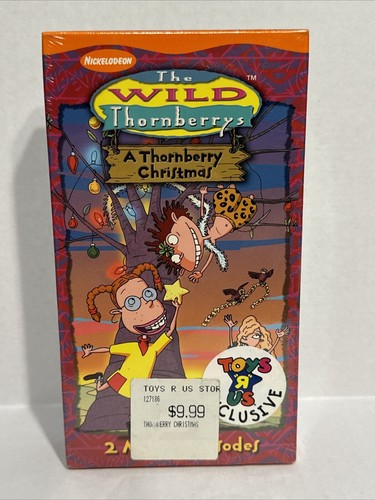 NICKELODEON
The
WILD
Thornberrys
TM
A Thornberry
Christmas
TOYS
"R"
US
EXCLUSIVE
TOYS R US STOR
127186
$9.99
THORNBERRY CHRISTMAS
2